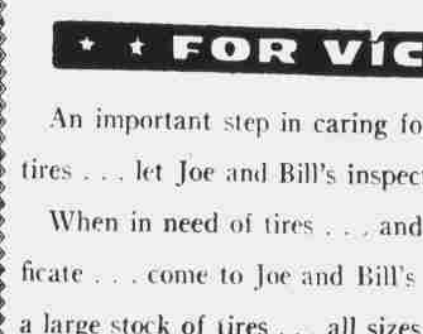 ★ ★ FOR VIC
An important step in caring fo
tires . . . let Joe and Bill's inspect
When in need of tires . . . and
ficate . . . come to Joe and Bill's
a large stock of tires . . . all sizes